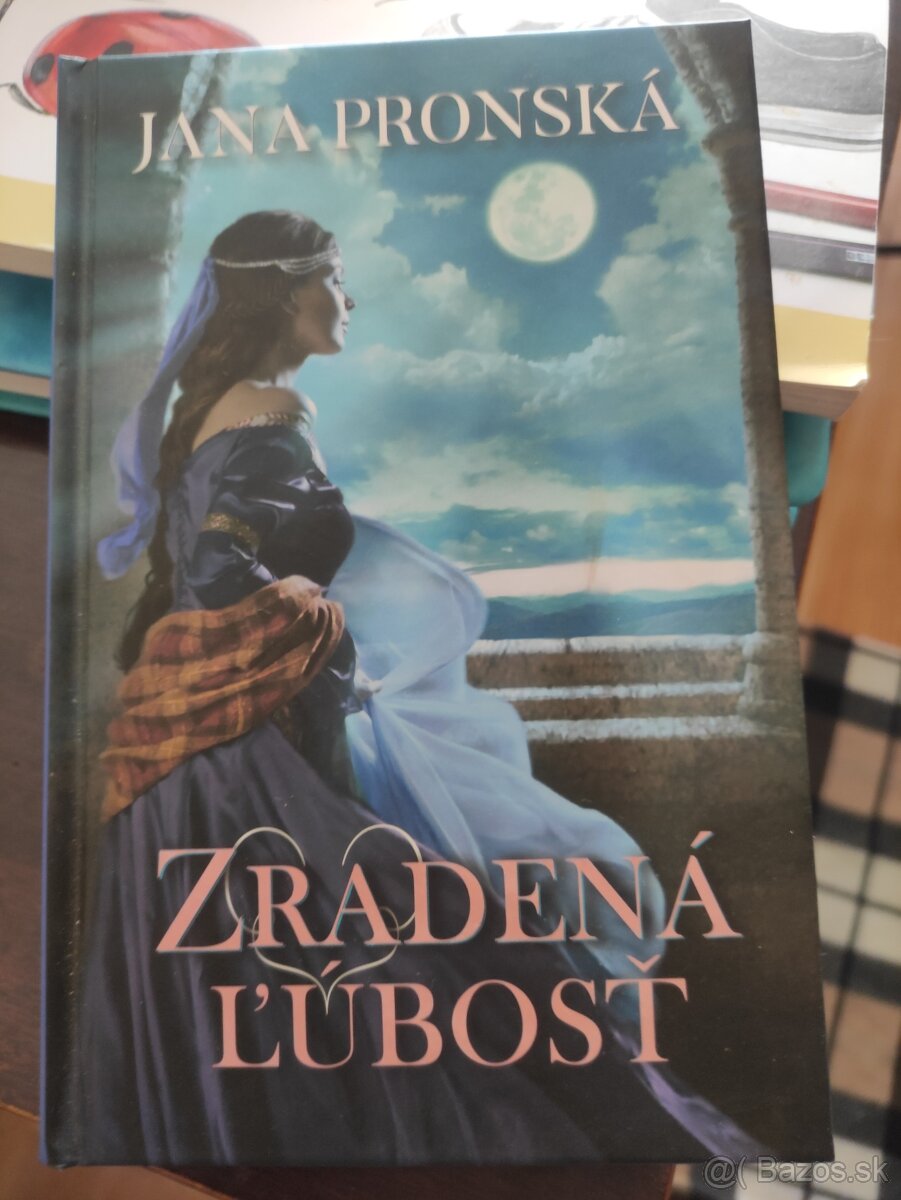 JANA PRONSKÁ
ZRADENÁ
ĽÚBOSŤ
@( Bazos.sk